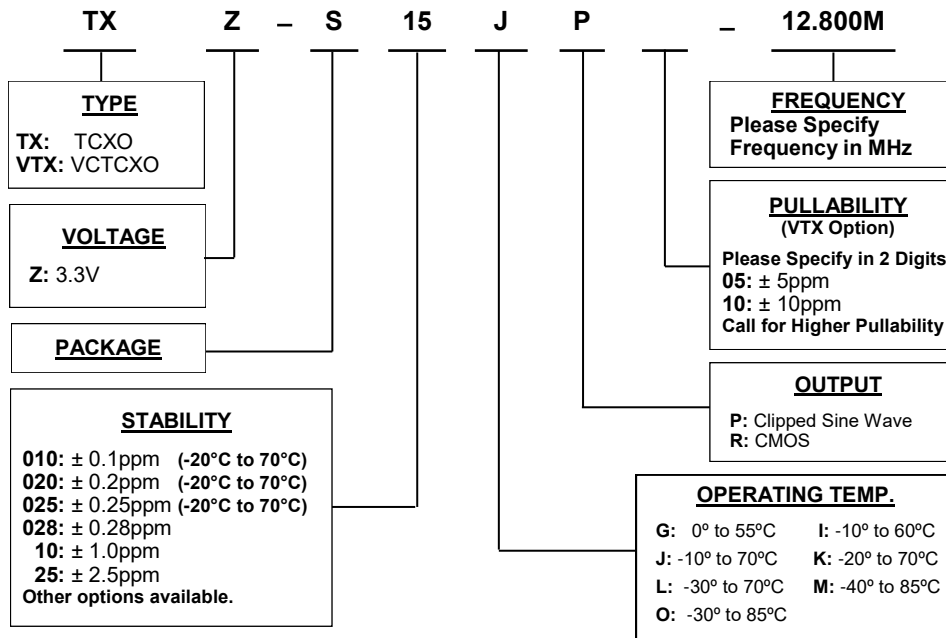 TX Z – S 15 J P – 12.800M
TYPE
TX: TCXO
VTX: VCTCXO
VOLTAGE
Z: 3.3V
PACKAGE
STABILITY
010: ± 0.1ppm (-20°C to 70°C)
020: ± 0.2ppm (-20°C to 70°C)
025: ± 0.25ppm (-20°C to 70°C)
028: ± 0.28ppm
10: ± 1.0ppm
25: ± 2.5ppm
Other options available.
FREQUENCY
Please Specify
Frequency in MHz
PULLABILITY
(VTX Option)
Please Specify in 2 Digits
05: ± 5ppm
10: ± 10ppm
Call for Higher Pullability
OUTPUT
P: Clipped Sine Wave
R: CMOS
OPERATING TEMP.
G: 0º to 55ºC I: -10º to 60ºC
J: -10º to 70ºC K: -20º to 70ºC
L: -30º to 70ºC M: -40º to 85ºC
O: -30º to 85ºC